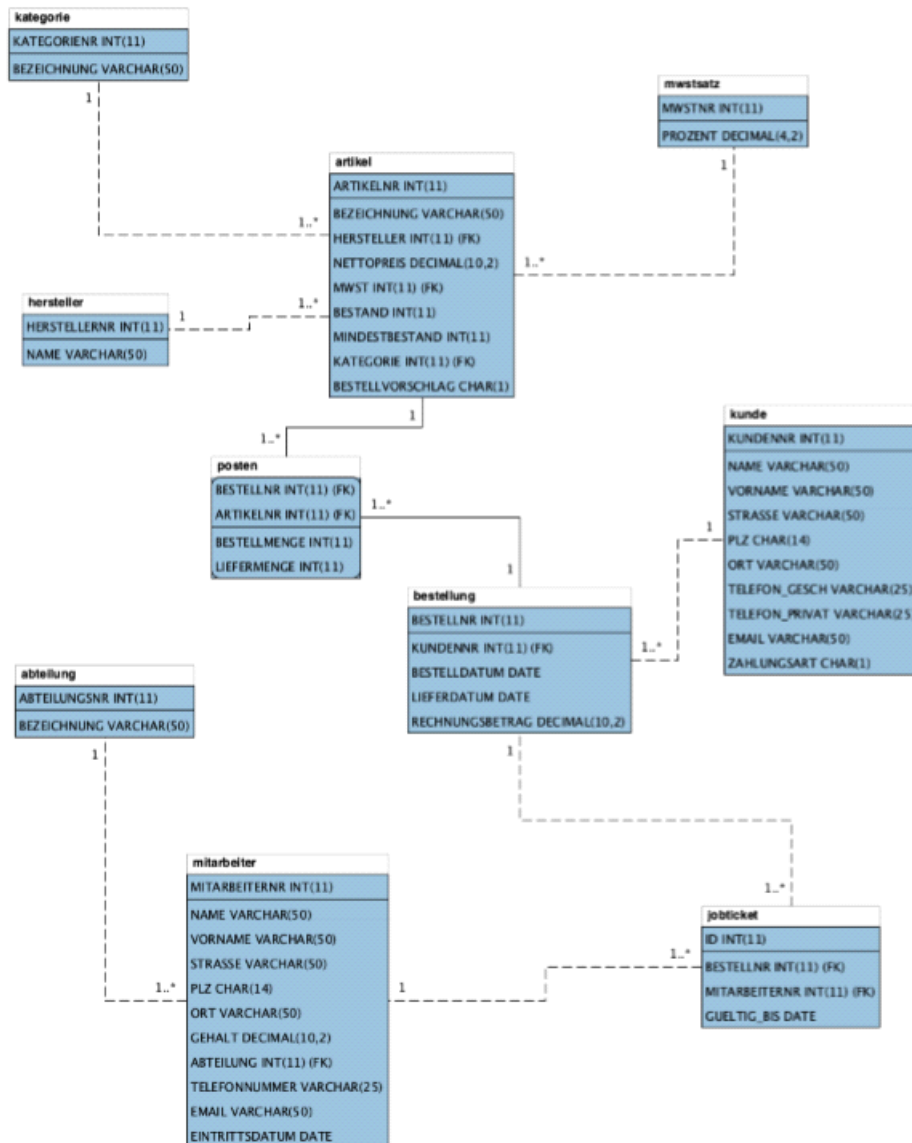 kategorie
KATEGORIENR INT(11)
BEZEICHNUNG VARCHAR(50)
1
mwstsatz
MWSTNR INT(11)
PROZENT DECIMAL(4,2)
1
artikel
ARTIKELNR INT(11)
BEZEICHNUNG VARCHAR(50)
HERSTELLER INT(11) (FK)
NETTOPREIS DECIMAL(10,2)
MWST INT(11) (FK)
BESTAND INT(11)
MINDESTBESTAND INT(11)
KATEGORIE INT(11) (FK)
BESTELLVORSCHLAG CHAR(1)
1..*
1..*
1..*
1
hersteller
HERSTELLERNR INT(11)
NAME VARCHAR(50)
1
1..*
posten
BESTELLNR INT(11) (FK)
ARTIKELNR INT(11) (FK)
BESTELLMENGE INT(11)
LIEFERMENGE INT(11)
1..*
1
kunde
KUNDENNR INT(11)
NAME VARCHAR(50)
VORNAME VARCHAR(50)
STRASSE VARCHAR(50)
PLZ CHAR(14)
ORT VARCHAR(50)
TELEFON_GESCH VARCHAR(25)
TELEFON_PRIVAT VARCHAR(25
EMAIL VARCHAR(50)
ZAHLUNGSART CHAR(1)
1
bestellung
BESTELLNR INT(11)
KUNDENNR INT(11) (FK)
BESTELLDATUM DATE
LIEFERDATUM DATE
RECHNUNGSBETRAG DECIMAL(10,2)
1..*
1
abteilung
ABTEILUNGSNR INT(11)
BEZEICHNUNG VARCHAR(50)
1
1..*
mitarbeiter
MITARBEITERNR INT(11)
NAME VARCHAR(50)
VORNAME VARCHAR(50)
STRASSE VARCHAR(50)
PLZ CHAR(14)
ORT VARCHAR(50)
GEHALT DECIMAL(10,2)
ABTEILUNG INT(11) (FK)
TELEFONNUMMER VARCHAR(25)
EMAIL VARCHAR(50)
EINTRITTSDATUM DATE
1
1..*
1..*
jobticket
ID INT(11)
BESTELLNR INT(11) (FK)
MITARBEITERNR INT(11) (FK)
GUELTIG_BIS DATE